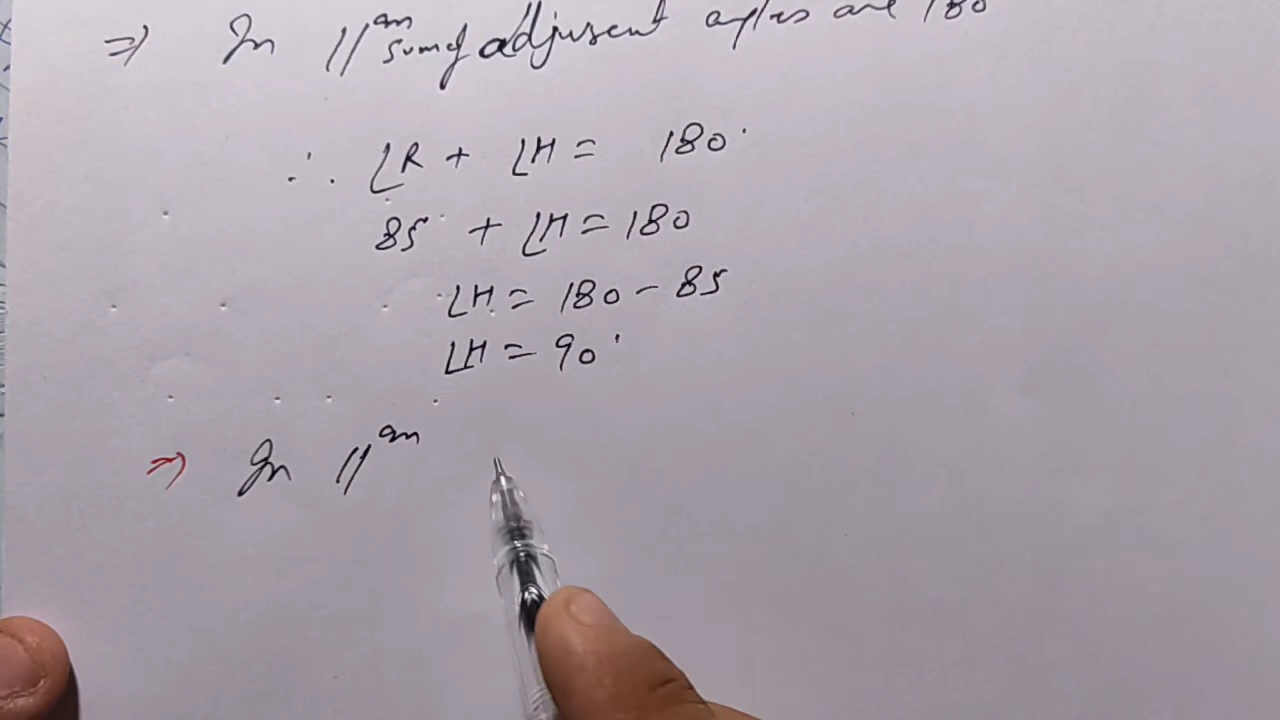 ⇒ In ||gm sum of adjusent angles are 180
∴ ∠R + ∠H = 180°
85° + ∠H = 180
∠H = 180 - 85
∠H = 90°
⇒ In ||gm